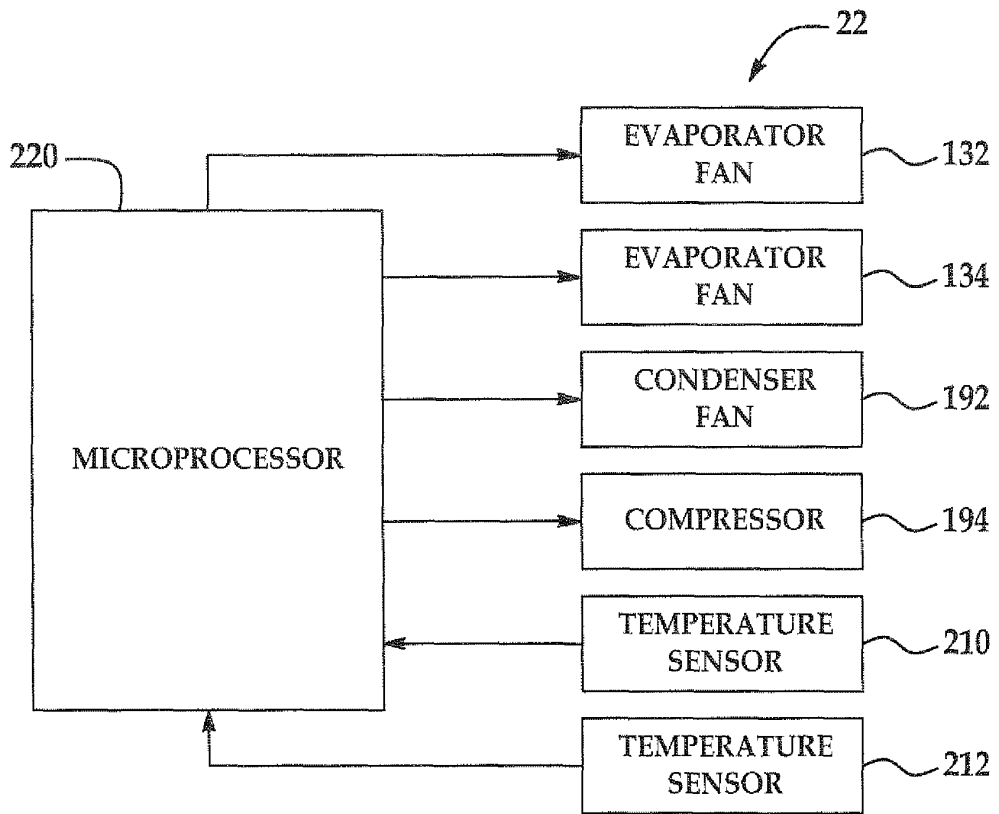 22
220
EVAPORATOR
FAN
132
EVAPORATOR
FAN
134
CONDENSER
FAN
192
MICROPROCESSOR
COMPRESSOR
194
TEMPERATURE
SENSOR
210
TEMPERATURE
SENSOR
212